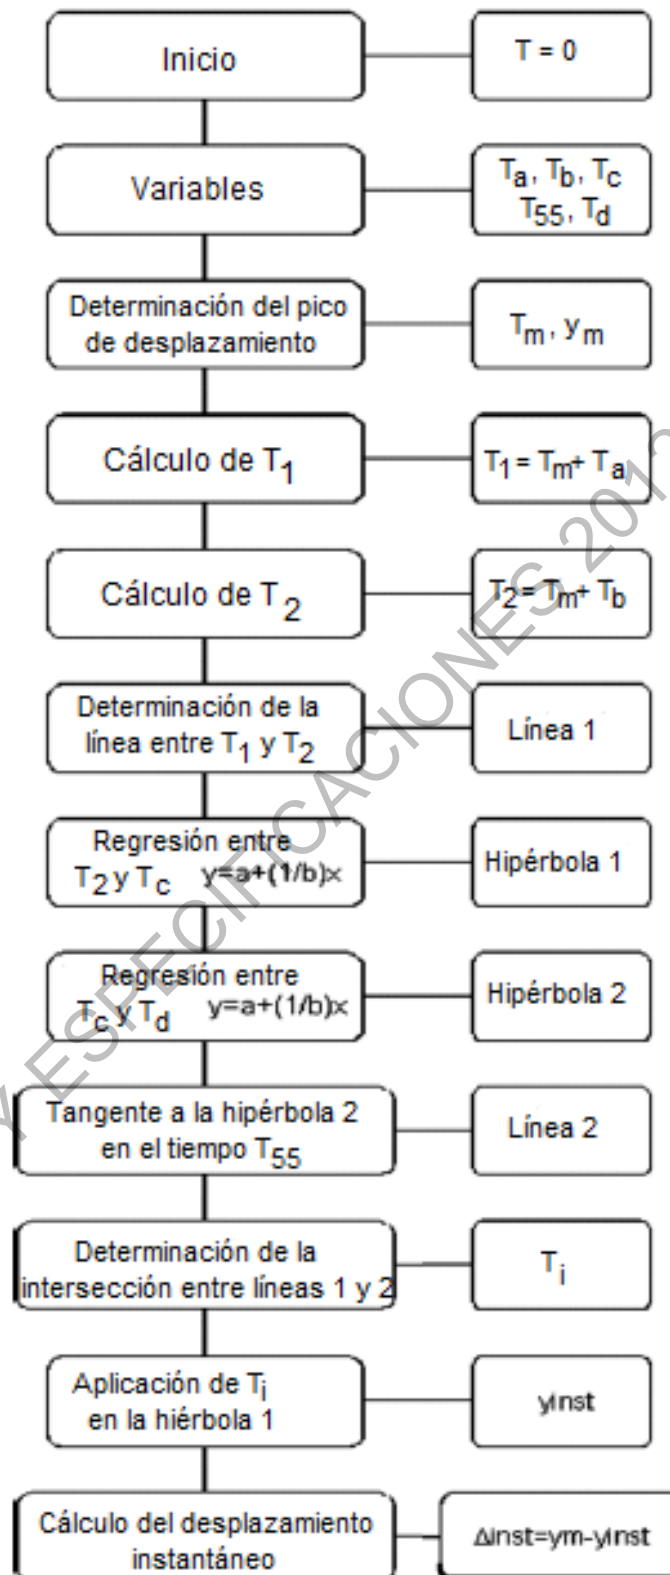 Inicio
T = 0
Variables
Ta, Tb, Tc
T55, Td
Determinación del pico
de desplazamiento
Tm, ym
Cálculo de T1
T1 = Tm+ Ta
Cálculo de T2
T2 = Tm+ Tb
Determinación de la
línea entre T1 y T2
Línea 1
Regresión entre
T2 y Tc y=a+(1/b)x
Hipérbola 1
Regresión entre
Tc y Td y=a+(1/b)x
Hipérbola 2
Tangente a la hipérbola 2
en el tiempo T55
Línea 2
Determinación de la
intersección entre líneas 1 y 2
Ti
Aplicación de Ti
en la hiérbola 1
yinst
Cálculo del desplazamiento
instantáneo
Δinst=ym-yinst
Y ESPECIFICACIONES 2012